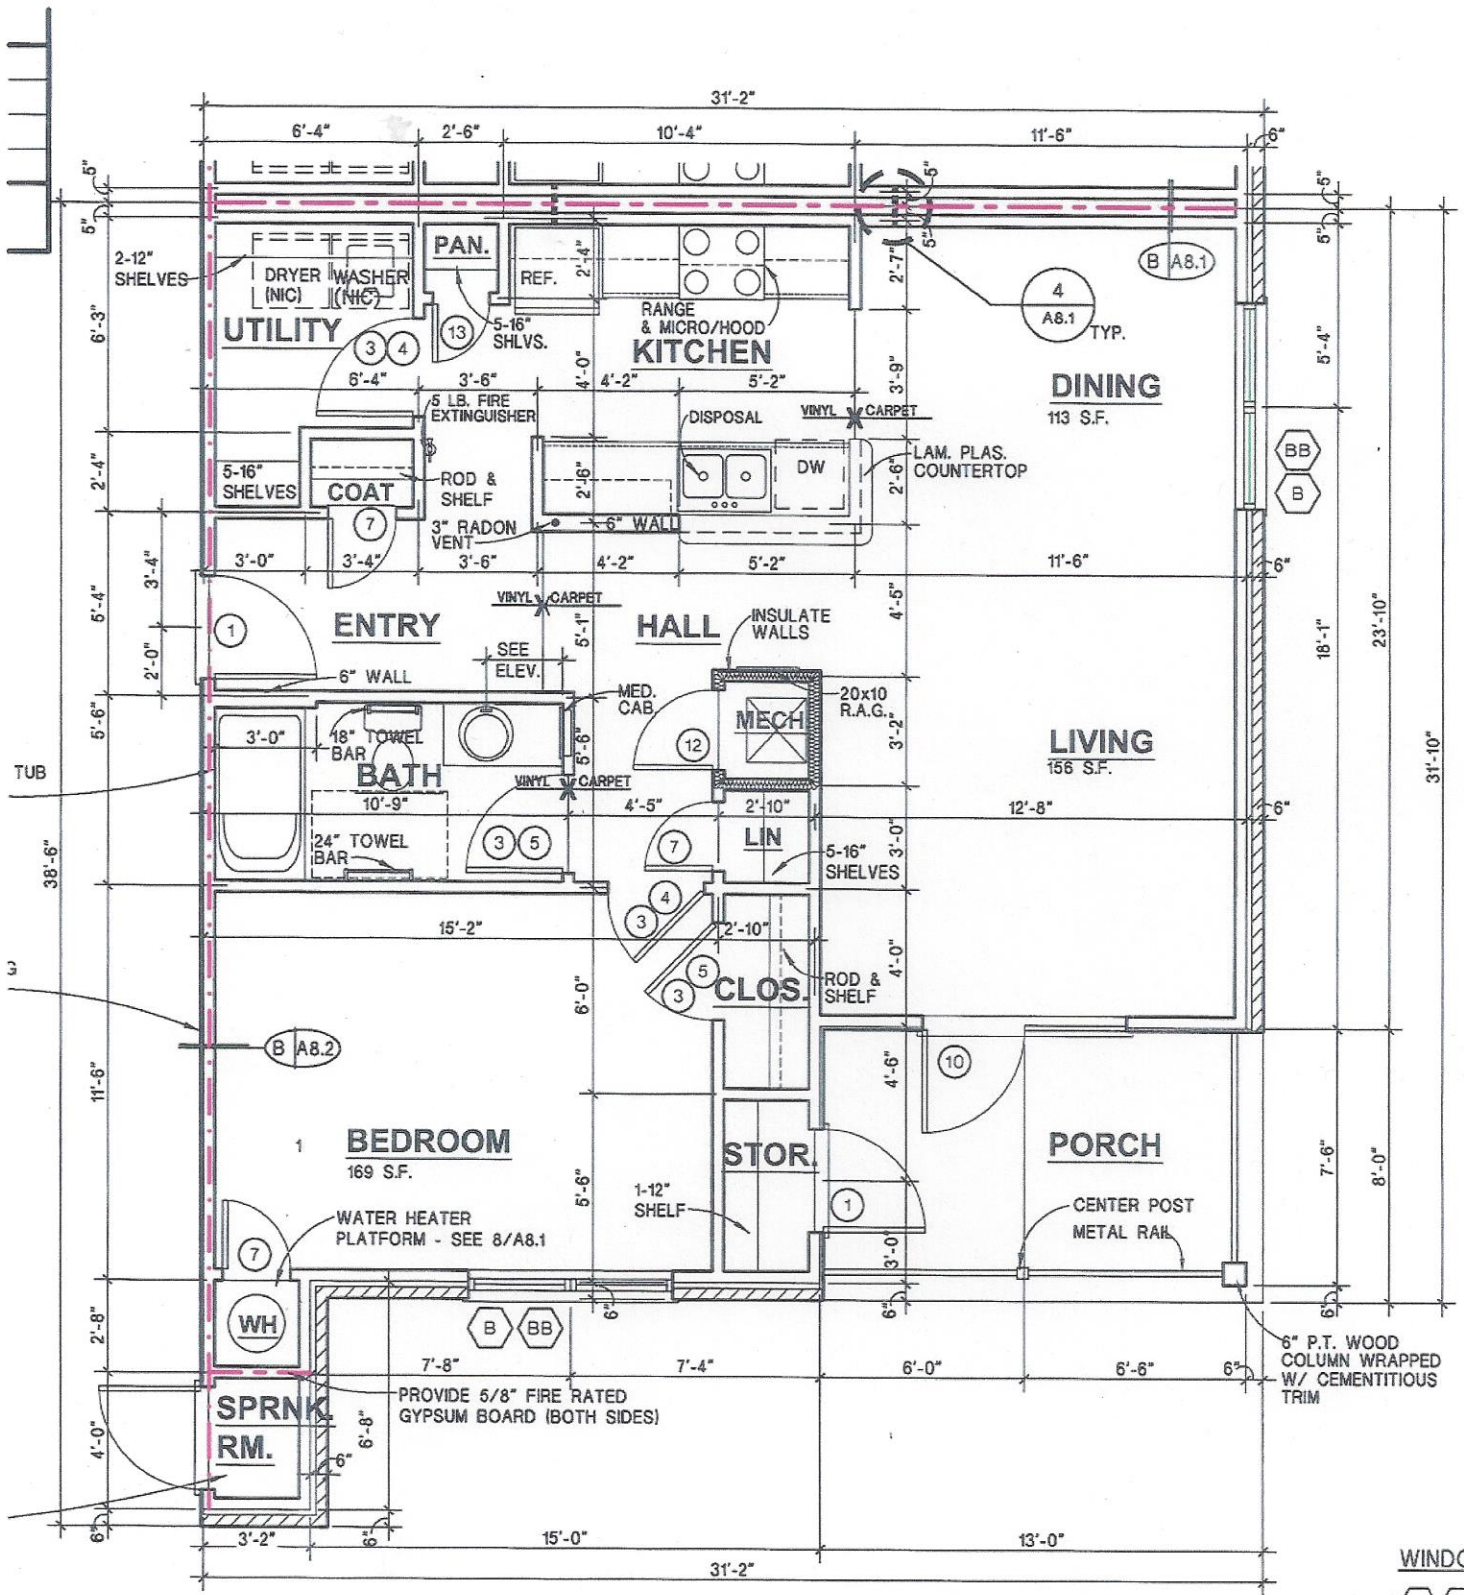 31'-2"
6'-4"
2'-6"
10'-4"
11'-6"
6"
5"
5"
5"
5"
5"
5"
2-12"
SHELVES
DRYER
(NIC)
WASHER
(NIC)
PAN.
REF.
2'-4"
2'-7"
B A8.1
4
A8.1
TYP.
6'-3"
UTILITY
3
4
13
5-16"
SHLVS.
RANGE
& MICRO/HOOD
KITCHEN
DINING
113 S.F.
5'-4"
6'-4"
3'-6"
4'-0"
4'-2"
5'-2"
3'-9"
5 LB. FIRE
EXTINGUISHER
DISPOSAL
VINYL
CARPET
BB
B
2'-4"
5-16"
SHELVES
ROD &
SHELF
COAT
7
2'-6"
DW
2'-6"
LAM. PLAS.
COUNTERTOP
3" RADON
VENT
6" WALL
3'-0"
3'-4"
3'-6"
4'-2"
5'-2"
11'-6"
6"
3'-4"
5'-4"
2'-0"
1
ENTRY
VINYL
CARPET
5'-1"
HALL
INSULATE
WALLS
4'-5"
18'-1"
23'-10"
SEE
ELEV.
6" WALL
MED.
CAB.
MECH
20x10
R.A.G.
5'-6"
3'-0"
18" TOWEL
BAR
BATH
5'-6"
12
3'-2"
LIVING
156 S.F.
31'-10"
TUB
VINYL
CARPET
10'-9"
4'-5"
2'-10"
12'-8"
6"
38'-6"
24" TOWEL
BAR
3
5
7
LIN
3'-0"
5-16"
SHELVES
3
4
15'-2"
2'-10"
5
3
CLOS.
ROD &
SHELF
4'-0"
6'-0"
B A8.2
11'-6"
4'-6"
10
1
BEDROOM
169 S.F.
STOR.
PORCH
7'-6"
8'-0"
5'-6"
1-12"
SHELF
1
CENTER POST
METAL RAIL
WATER HEATER
PLATFORM - SEE 8/A8.1
7
3'-0"
6"
6"
6"
2'-8"
WH
B
BB
7'-8"
7'-4"
6'-0"
6'-6"
6"
6" P.T. WOOD
COLUMN WRAPPED
W/ CEMENTITIOUS
TRIM
PROVIDE 5/8" FIRE RATED
GYPSUM BOARD (BOTH SIDES)
SPRNK.
RM.
4'-0"
6'-8"
6"
6"
3'-2"
6"
15'-0"
13'-0"
31'-2"